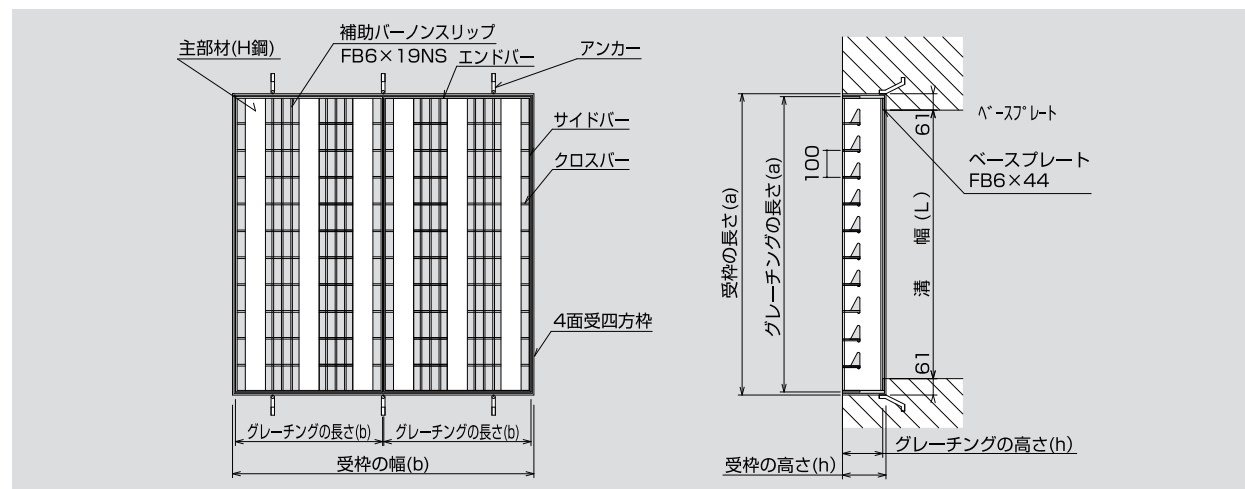 主部材(H鋼)
補助バーノンスリップ
FB6×19NS
エンドバー
アンカー
サイドバー
クロスバー
4面受四方枠
グレーチングの長さ(b)
グレーチングの長さ(b)
受枠の幅(b)
受枠の長さ(a)
グレーチングの長さ(a)
100
61
溝 幅(L)
61
ベースプレート
ベースプレート
FB6×44
グレーチングの高さ(h)
受枠の高さ(h)